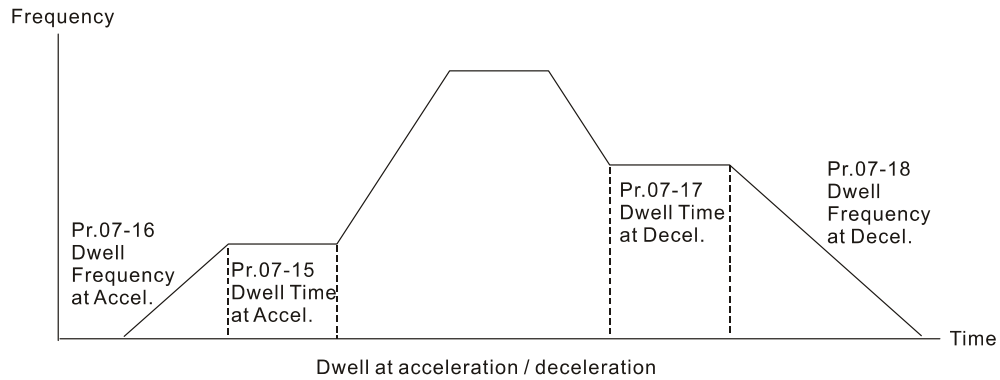 Frequency
Pr.07-16
Dwell
Frequency
at Accel.
Pr.07-15
Dwell Time
at Accel.
Pr.07-17
Dwell Time
at Decel.
Pr.07-18
Dwell
Frequency
at Decel.
Time
Dwell at acceleration / deceleration